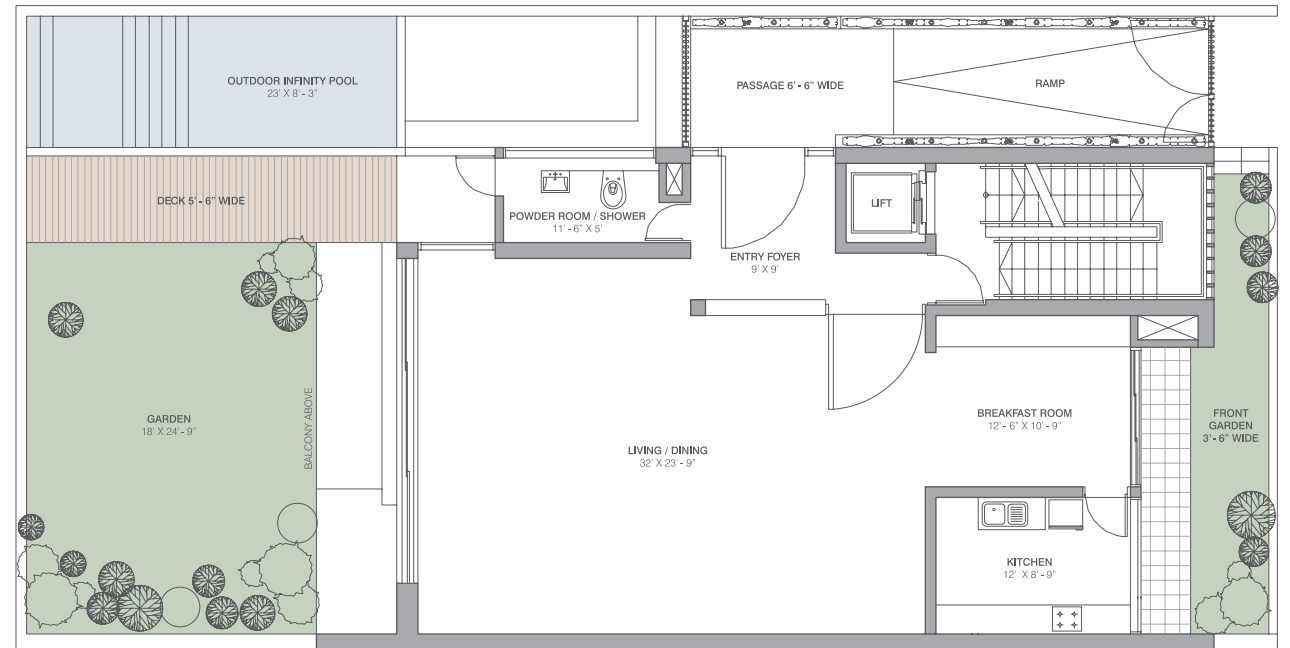 OUTDOOR INFINITY POOL
23' X 8' - 3"
PASSAGE 6' - 6" WIDE
RAMP
DECK 5' - 6" WIDE
POWDER ROOM / SHOWER
11' - 6" X 5'
LIFT
ENTRY FOYER
9' X 9'
GARDEN
18' X 24' - 9"
BALCONY ABOVE
LIVING / DINING
32' X 23' - 9"
BREAKFAST ROOM
12' - 6" X 10' - 9"
FRONT
GARDEN
3' - 6" WIDE
KITCHEN
12' X 8' - 9"